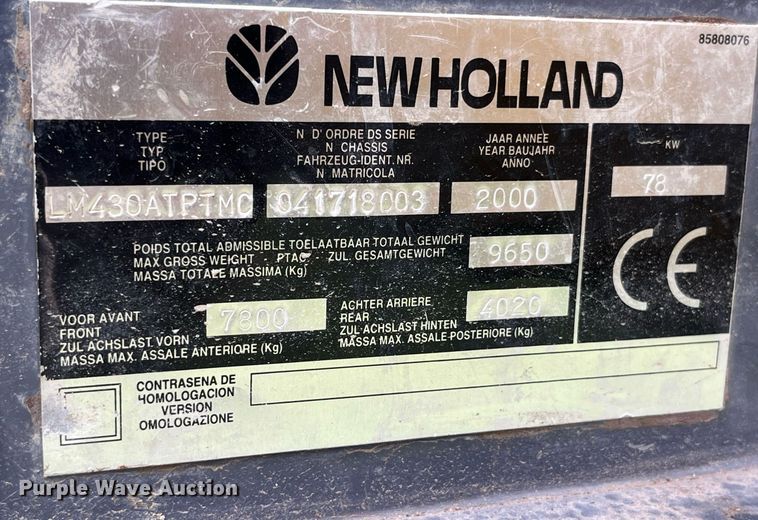 85808076
NEW HOLLAND
TYPE
TYP
TIPO
N D'ORDRE DS SERIE
N CHASSIS
FAHRZEUG-IDENT. NR.
N MATRICOLA
JAAR ANNEE
YEAR BAUJAHR
ANNO
KW
LM430ATPTMC 041718003 2000 78
POIDS TOTAL ADMISSIBLE TOELAATBAAR TOTAAL GEWICHT
MAX GROSS WEIGHT - PTAC - ZUL. GESAMTGEWICHT
MASSA TOTALE MASSIMA (Kg)
9650
CE
VOOR AVANT
FRONT
ZUL ACHSLAST VORN
MASSA MAX. ASSALE ANTERIORE (Kg)
7800
ACHTER ARRIERE
REAR
ZUL ACHSLAST HINTEN
MASSA MAX. ASSALE POSTERIORE (Kg)
4020
CONTRASENA DE
HOMOLOGACION
VERSION
OMOLOGAZIONE
Purple Wave Auction